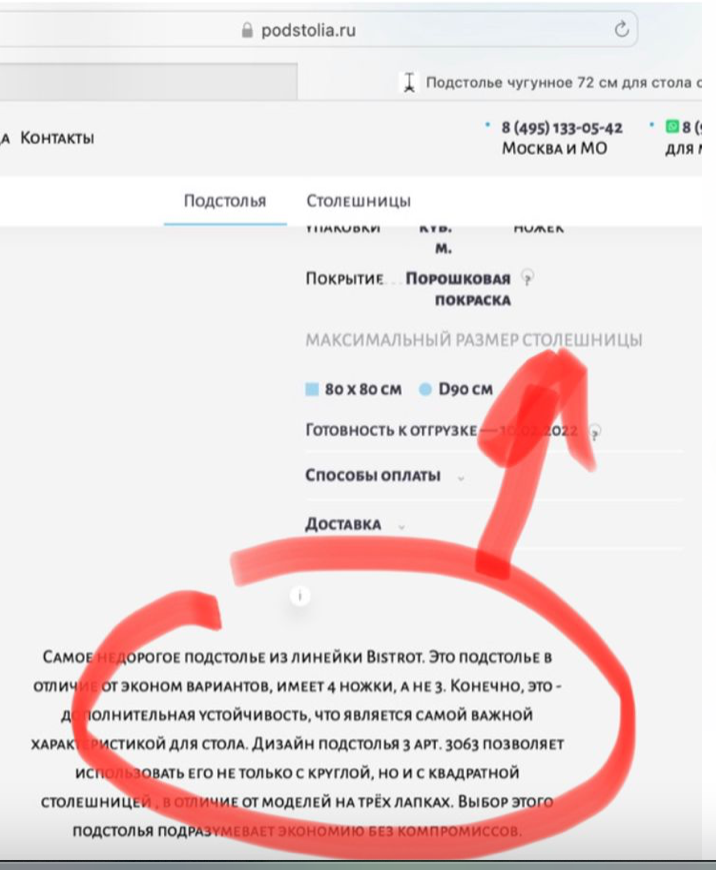 podstolia.ru
Подстолье чугунное 72 см для стола
Контакты
8 (495) 133-05-42
8
Москва и МО
для
Подстолья
Столешницы
упаковки
куб.
ножек
м.
Покрытие
Порошковая
?
покраска
МАКСИМАЛЬНЫЙ РАЗМЕР СТОЛЕШНИЦЫ
80 x 80 см
D90 см
Готовность к отгрузке — 10.02.2022 ?
Способы оплаты
Доставка
i
Самое недорогое подстолье из линейки Bistrot. Это подстолье в
отличие от эконом вариантов, имеет 4 ножки, а не 3. Конечно, это -
дополнительная устойчивость, что является самой важной
характеристикой для стола. Дизайн подстолья 3 арт. 3063 позволяет
использовать его не только с круглой, но и с квадратной
столешницей , в отличие от моделей на трёх лапках. Выбор этого
подстолья подразумевает экономию без компромиссов.